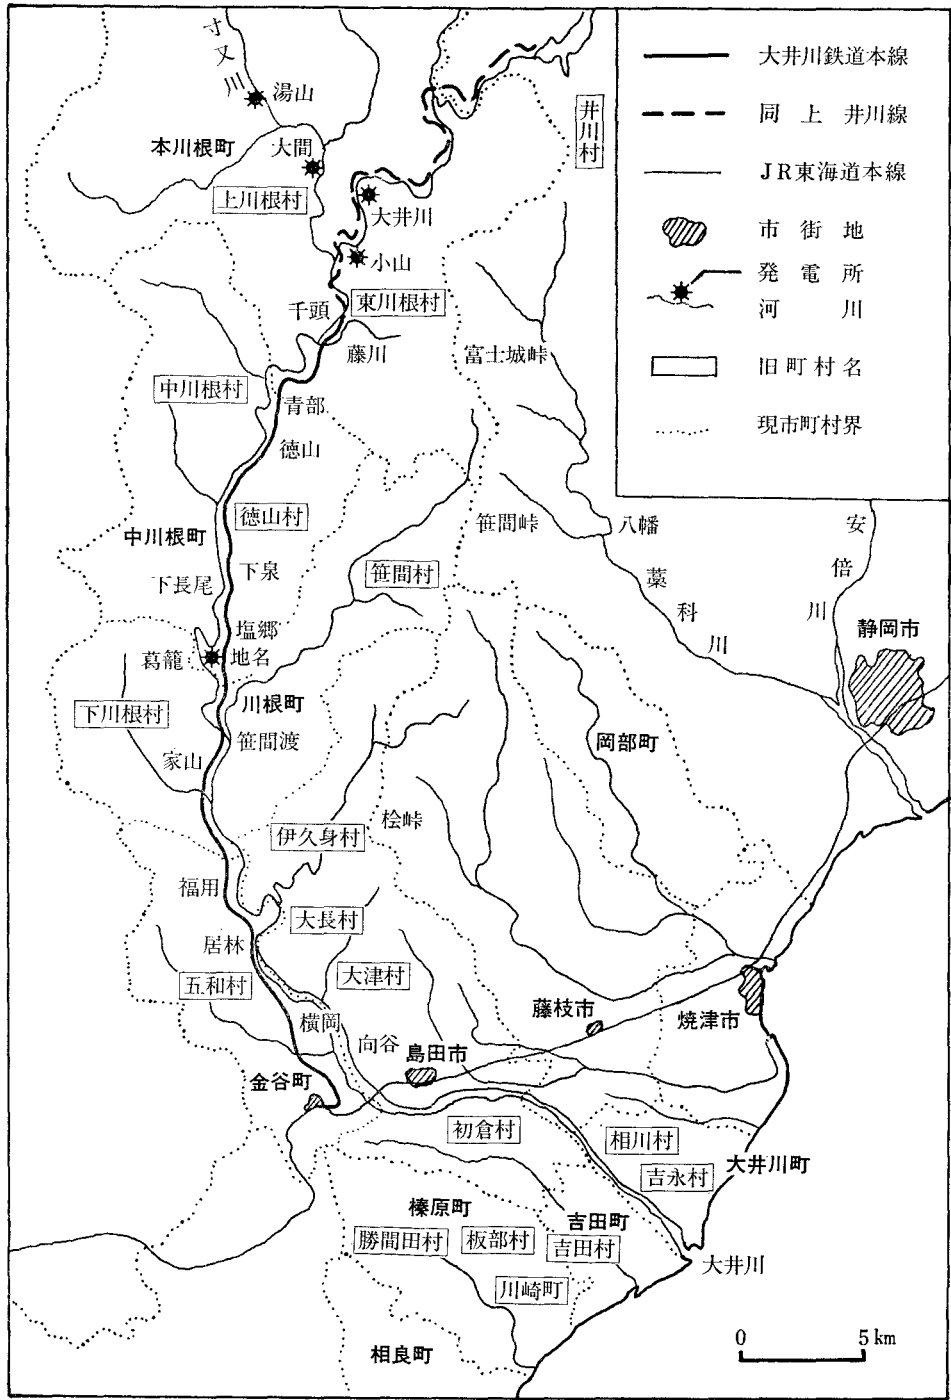 寸又川
湯山
本川根町
大間
上川根村
井川村
大井川
小山
千頭
東川根村
藤川
富士城峠
中川根村
青部
徳山
徳山村
笹間峠
八幡
安倍川
中川根町
下長尾
下泉
笹間村
藁科川
静岡市
塩郷
葛籠
地名
下川根村
川根町
笹間渡
岡部町
家山
桧峠
伊久身村
福用
大長村
居林
大津村
五和村
横岡
向谷
藤枝市
焼津市
島田市
金谷町
初倉村
相川村
大井川町
吉永村
榛原町
吉田町
勝間田村
板部村
吉田村
川崎町
大井川
相良町
0 5km
大井川鉄道本線
同上 井川線
JR東海道本線
市街地
発電所
河川
旧町村名
現市町村界